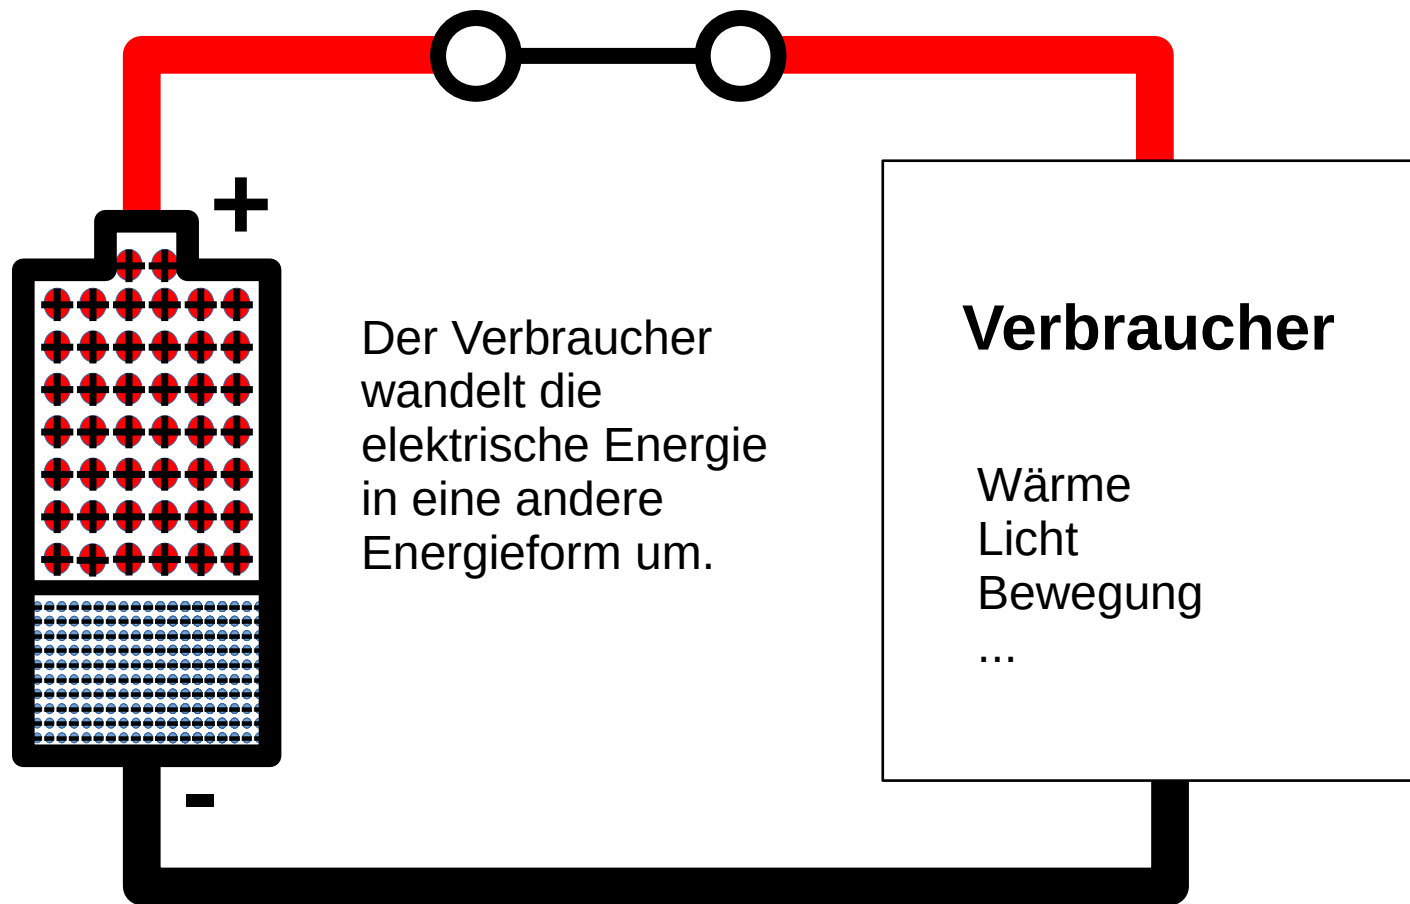 +
Der Verbraucher
wandelt die
elektrische Energie
in eine andere
Energieform um.
-
Verbraucher
Wärme
Licht
Bewegung
...